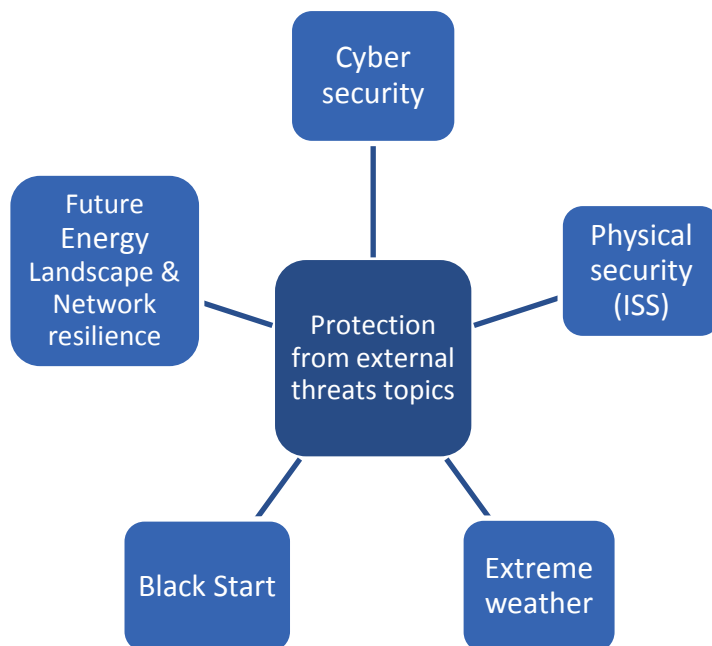 Cyber
security
Future
Energy
Landscape &
Network
resilience
Physical
security
(ISS)
Protection
from external
threats topics
Black Start
Extreme
weather